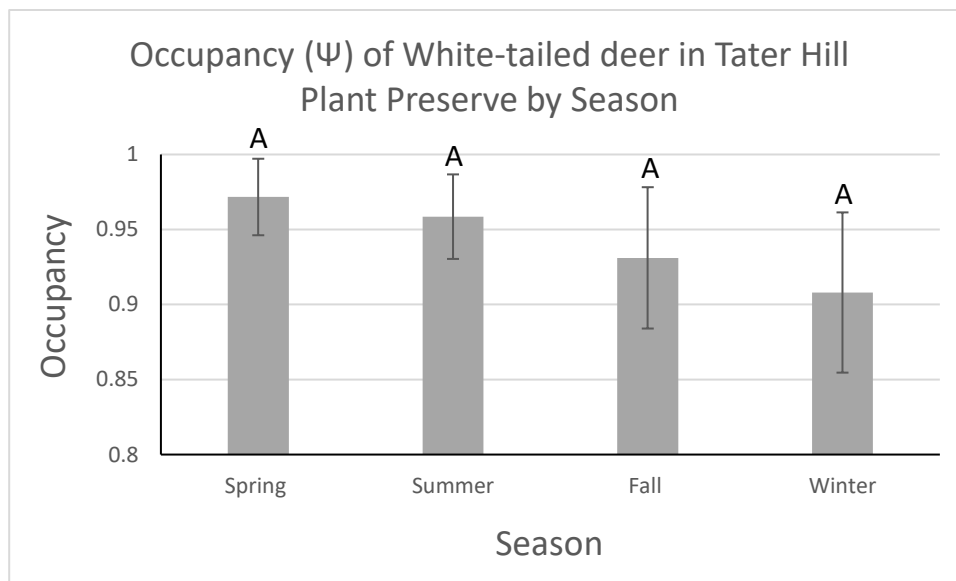 Occupancy (Ψ) of White-tailed deer in Tater Hill
Plant Preserve by Season
A
A
A
A
1
0.95
0.9
0.85
0.8
Occupancy
Spring
Summer
Fall
Winter
Season